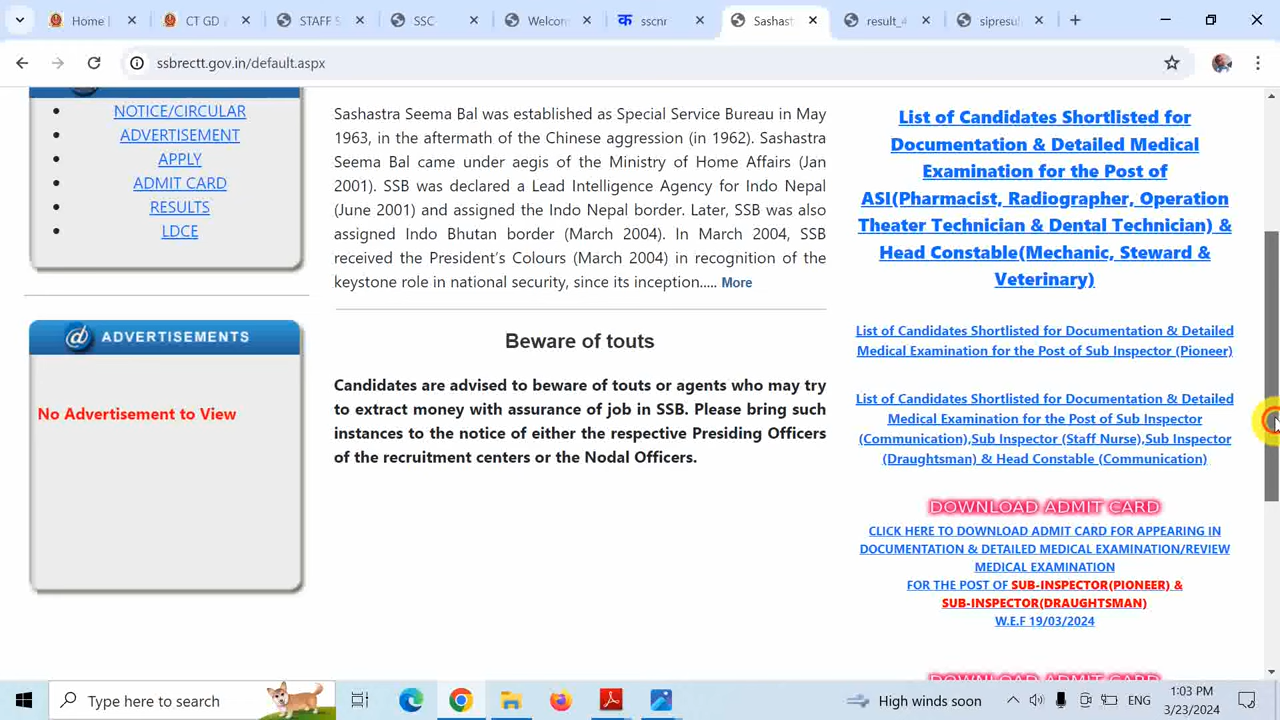 Home |
CT GD
STAFF S
SSC
Welcom
sscnr
Sashast
result_
sipresul
ssbrectt.gov.in/default.aspx
NOTICE/CIRCULAR
ADVERTISEMENT
APPLY
ADMIT CARD
RESULTS
LDCE
ADVERTISEMENTS
No Advertisement to View
Sashastra Seema Bal was established as Special Service Bureau in May
1963, in the aftermath of the Chinese aggression (in 1962). Sashastra
Seema Bal came under aegis of the Ministry of Home Affairs (Jan
2001). SSB was declared a Lead Intelligence Agency for Indo Nepal
(June 2001) and assigned the Indo Nepal border. Later, SSB was also
assigned Indo Bhutan border (March 2004). In March 2004, SSB
received the President's Colours (March 2004) in recognition of the
keystone role in national security, since its inception..... More
Beware of touts
Candidates are advised to beware of touts or agents who may try
to extract money with assurance of job in SSB. Please bring such
instances to the notice of either the respective Presiding Officers
of the recruitment centers or the Nodal Officers.
List of Candidates Shortlisted for
Documentation & Detailed Medical
Examination for the Post of
ASI(Pharmacist, Radiographer, Operation
Theater Technician & Dental Technician) &
Head Constable(Mechanic, Steward &
Veterinary)
List of Candidates Shortlisted for Documentation & Detailed
Medical Examination for the Post of Sub Inspector (Pioneer)
List of Candidates Shortlisted for Documentation & Detailed
Medical Examination for the Post of Sub Inspector
(Communication),Sub Inspector (Staff Nurse),Sub Inspector
(Draughtsman) & Head Constable (Communication)
DOWNLOAD ADMIT CARD
CLICK HERE TO DOWNLOAD ADMIT CARD FOR APPEARING IN
DOCUMENTATION & DETAILED MEDICAL EXAMINATION/REVIEW
MEDICAL EXAMINATION
FOR THE POST OF SUB-INSPECTOR(PIONEER) &
SUB-INSPECTOR(DRAUGHTSMAN)
W.E.F 19/03/2024
DOWNLOAD ADMIT CARD
Type here to search
High winds soon
ENG
1:03 PM
3/23/2024